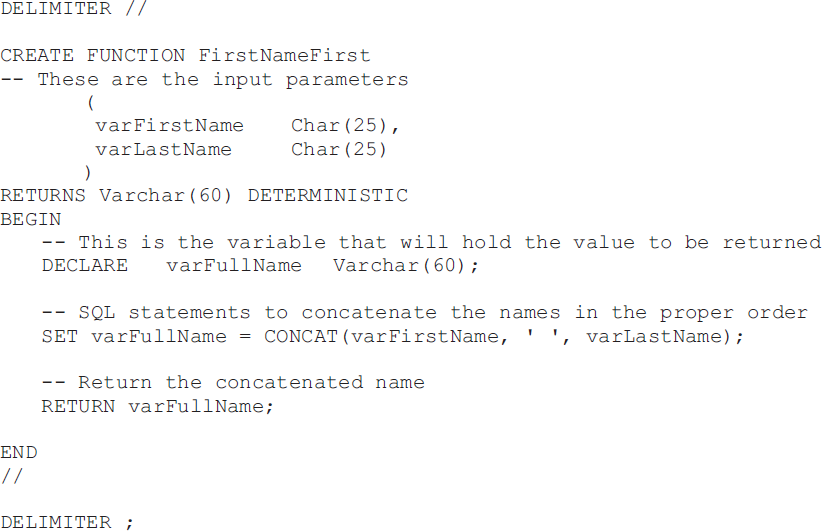 DELIMITER //
CREATE FUNCTION FirstNameFirst
-- These are the input parameters
(
varFirstName Char(25),
varLastName Char(25)
)
RETURNS Varchar(60) DETERMINISTIC
BEGIN
-- This is the variable that will hold the value to be returned
DECLARE varFullName Varchar(60);
-- SQL statements to concatenate the names in the proper order
SET varFullName = CONCAT(varFirstName, ' ', varLastName);
-- Return the concatenated name
RETURN varFullName;
END
//
DELIMITER ;